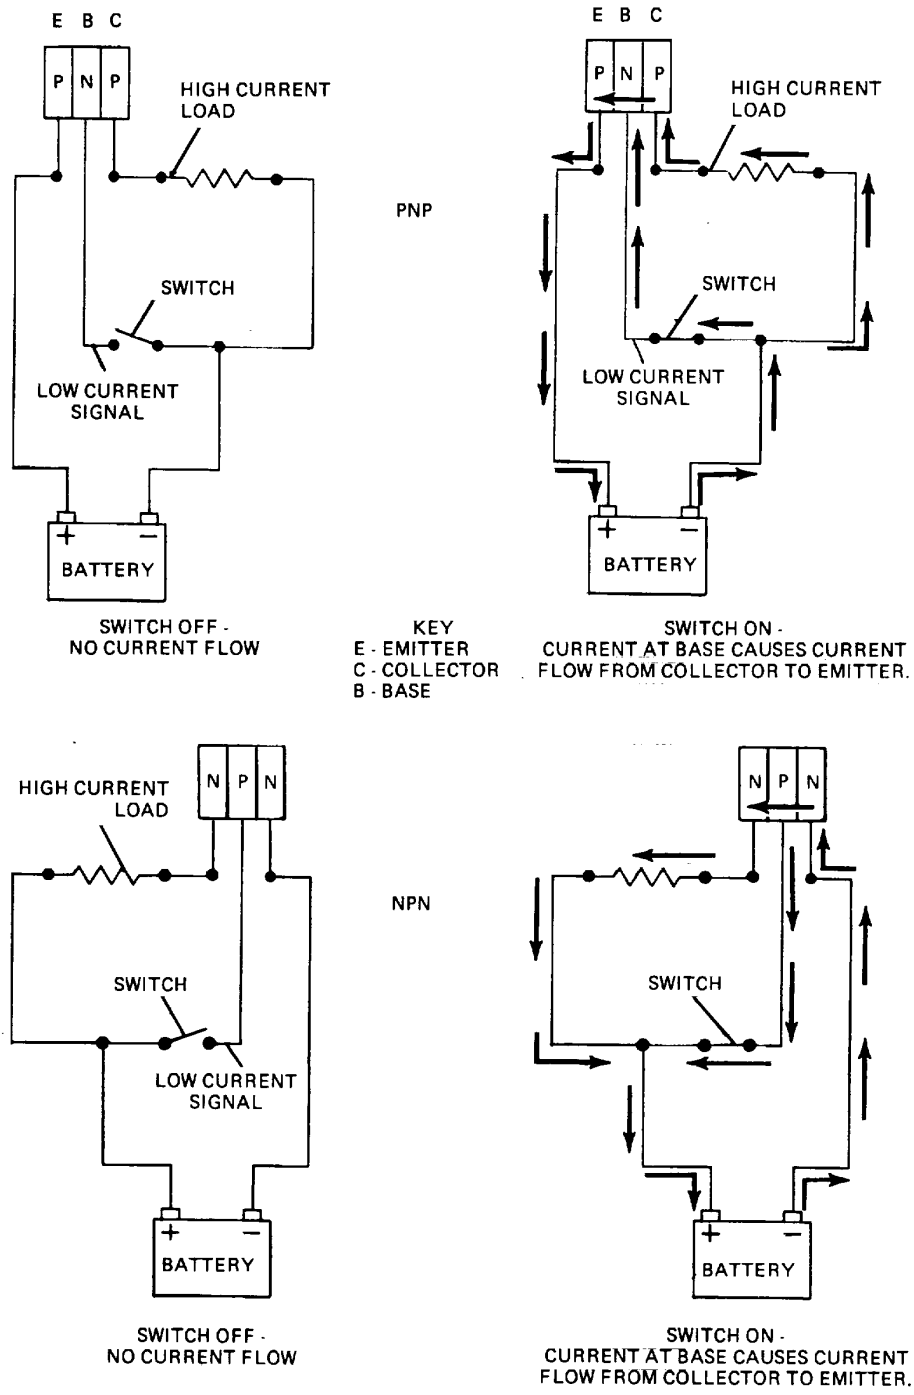 E B C
P N P
HIGH CURRENT
LOAD
SWITCH
LOW CURRENT
SIGNAL
+ −
BATTERY
SWITCH OFF -
NO CURRENT FLOW
PNP
E B C
P N P
HIGH CURRENT
LOAD
SWITCH
LOW CURRENT
SIGNAL
+ −
BATTERY
SWITCH ON -
CURRENT AT BASE CAUSES CURRENT
FLOW FROM COLLECTOR TO EMITTER.
KEY
E - EMITTER
C - COLLECTOR
B - BASE
N P N
HIGH CURRENT
LOAD
SWITCH
LOW CURRENT
SIGNAL
+ −
BATTERY
SWITCH OFF -
NO CURRENT FLOW
NPN
N P N
SWITCH
+ −
BATTERY
SWITCH ON -
CURRENT AT BASE CAUSES CURRENT
FLOW FROM COLLECTOR TO EMITTER.